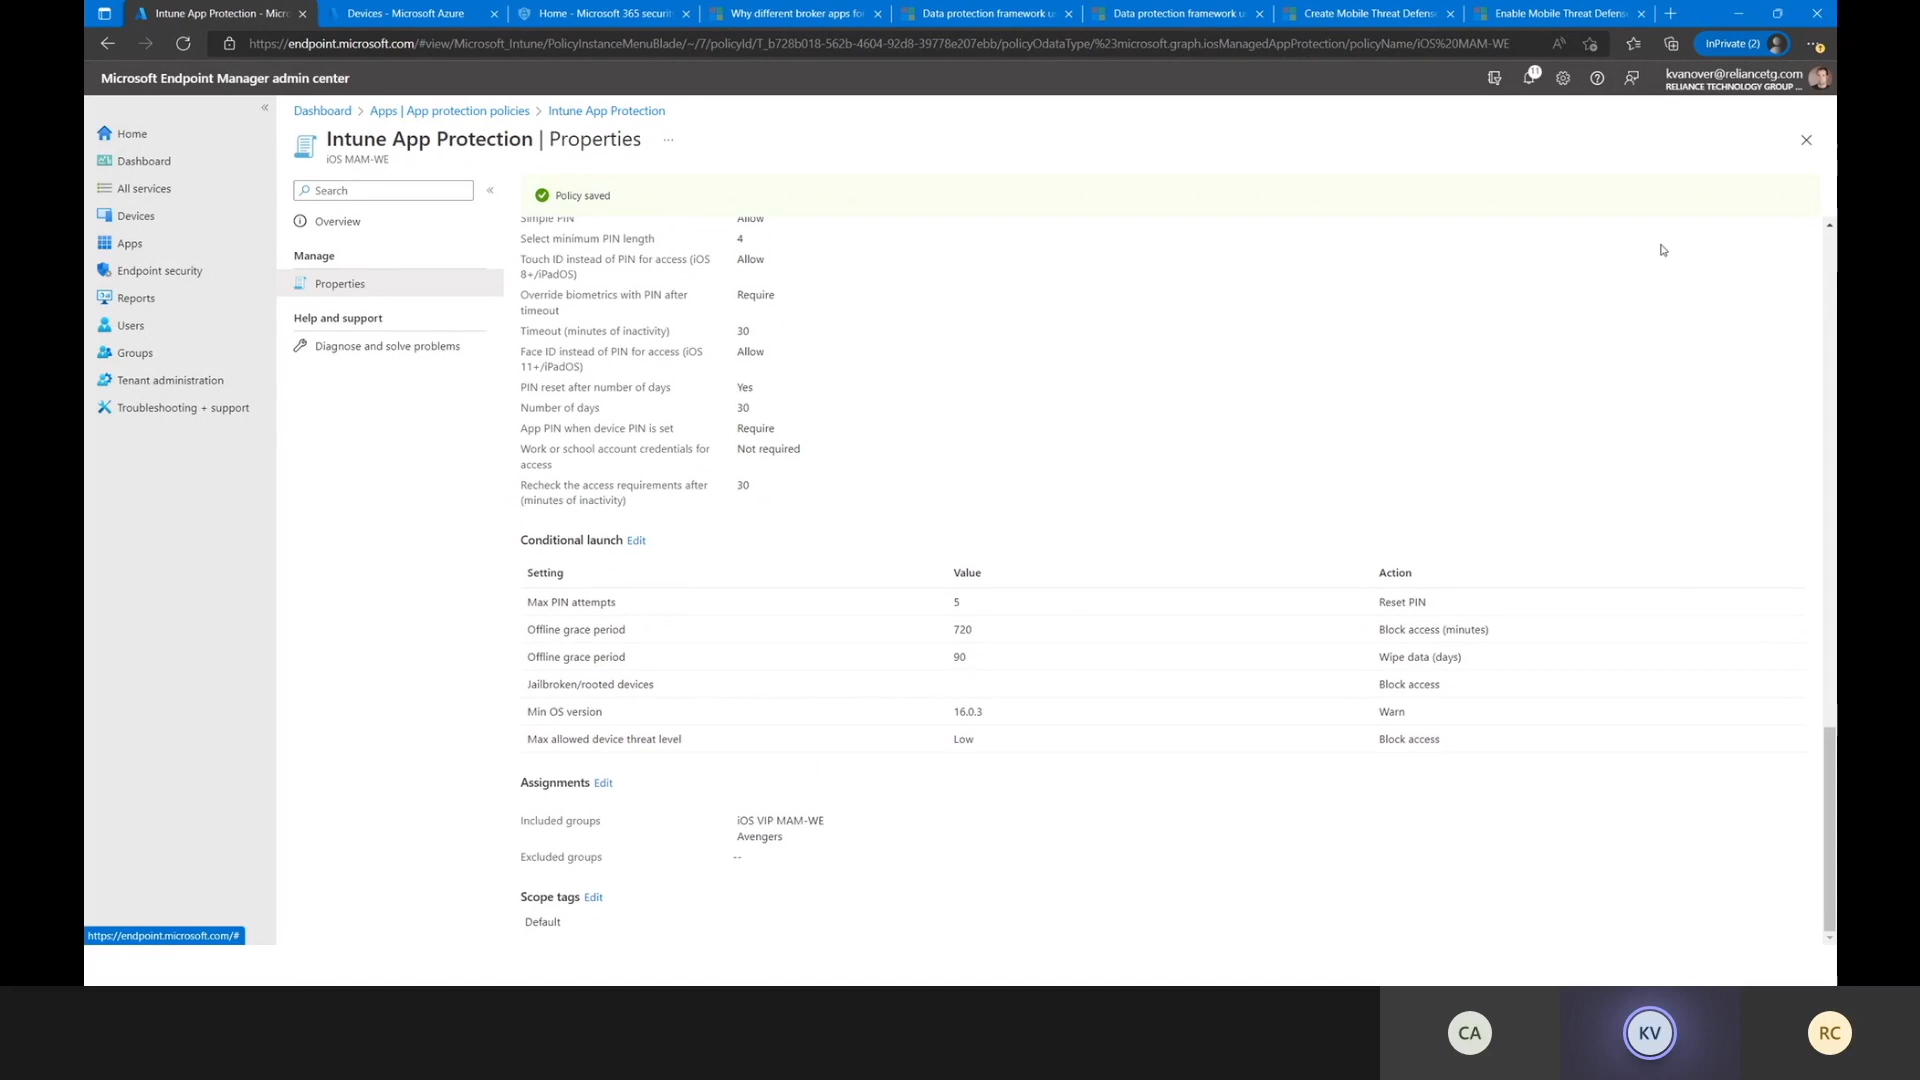 Intune App Protection - Micro
Devices - Microsoft Azure
Home - Microsoft 365 securit
Why different broker apps fo
Data protection framework u
Data protection framework u
Create Mobile Threat Defens
Enable Mobile Threat Defens
https://endpoint.microsoft.com/#view/Microsoft_Intune/PolicyInstanceMenuBlade/~/7/policyId/T_b728b018-562b-4604-92d8-39778e207ebb/policyOdataType/%23microsoft.graph.iosManagedAppProtection/policyName/iOS%20MAM-WE
InPrivate (2)
Microsoft Endpoint Manager admin center
11
kvanover@reliancetg.com
RELIANCE TECHNOLOGY GROUP ...
Home
Dashboard
All services
Devices
Apps
Endpoint security
Reports
Users
Groups
Tenant administration
Troubleshooting + support
Dashboard > Apps | App protection policies > Intune App Protection
Intune App Protection | Properties ...
iOS MAM-WE
Search
Overview
Manage
Properties
Help and support
Diagnose and solve problems
Policy saved
Simple PIN Allow
Select minimum PIN length 4
Touch ID instead of PIN for access (iOS Allow
8+/iPadOS)
Override biometrics with PIN after Require
timeout
Timeout (minutes of inactivity) 30
Face ID instead of PIN for access (iOS Allow
11+/iPadOS)
PIN reset after number of days Yes
Number of days 30
App PIN when device PIN is set Require
Work or school account credentials for Not required
access
Recheck the access requirements after 30
(minutes of inactivity)
Conditional launch Edit
Setting Value Action
Max PIN attempts 5 Reset PIN
Offline grace period 720 Block access (minutes)
Offline grace period 90 Wipe data (days)
Jailbroken/rooted devices Block access
Min OS version 16.0.3 Warn
Max allowed device threat level Low Block access
Assignments Edit
Included groups iOS VIP MAM-WE
Avengers
Excluded groups --
Scope tags Edit
Default
https://endpoint.microsoft.com/#
CA
KV
RC